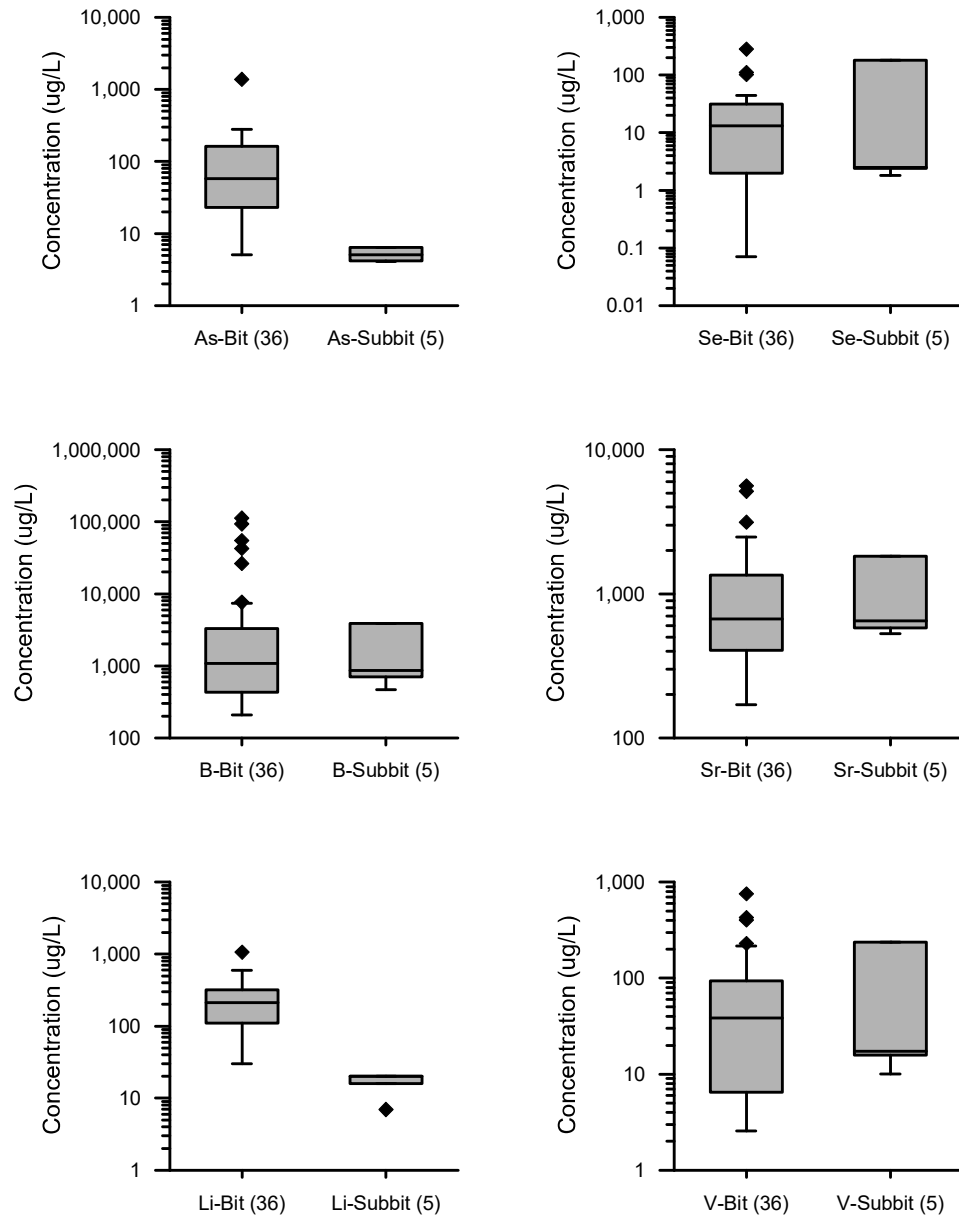 Concentration (ug/L)
10,000
1,000
100
10
1
As-Bit (36) As-Subbit (5)
Concentration (ug/L)
1,000
100
10
1
0.1
0.01
Se-Bit (36) Se-Subbit (5)
Concentration (ug/L)
1,000,000
100,000
10,000
1,000
100
B-Bit (36) B-Subbit (5)
Concentration (ug/L)
10,000
1,000
100
Sr-Bit (36) Sr-Subbit (5)
Concentration (ug/L)
10,000
1,000
100
10
1
Li-Bit (36) Li-Subbit (5)
Concentration (ug/L)
1,000
100
10
1
V-Bit (36) V-Subbit (5)